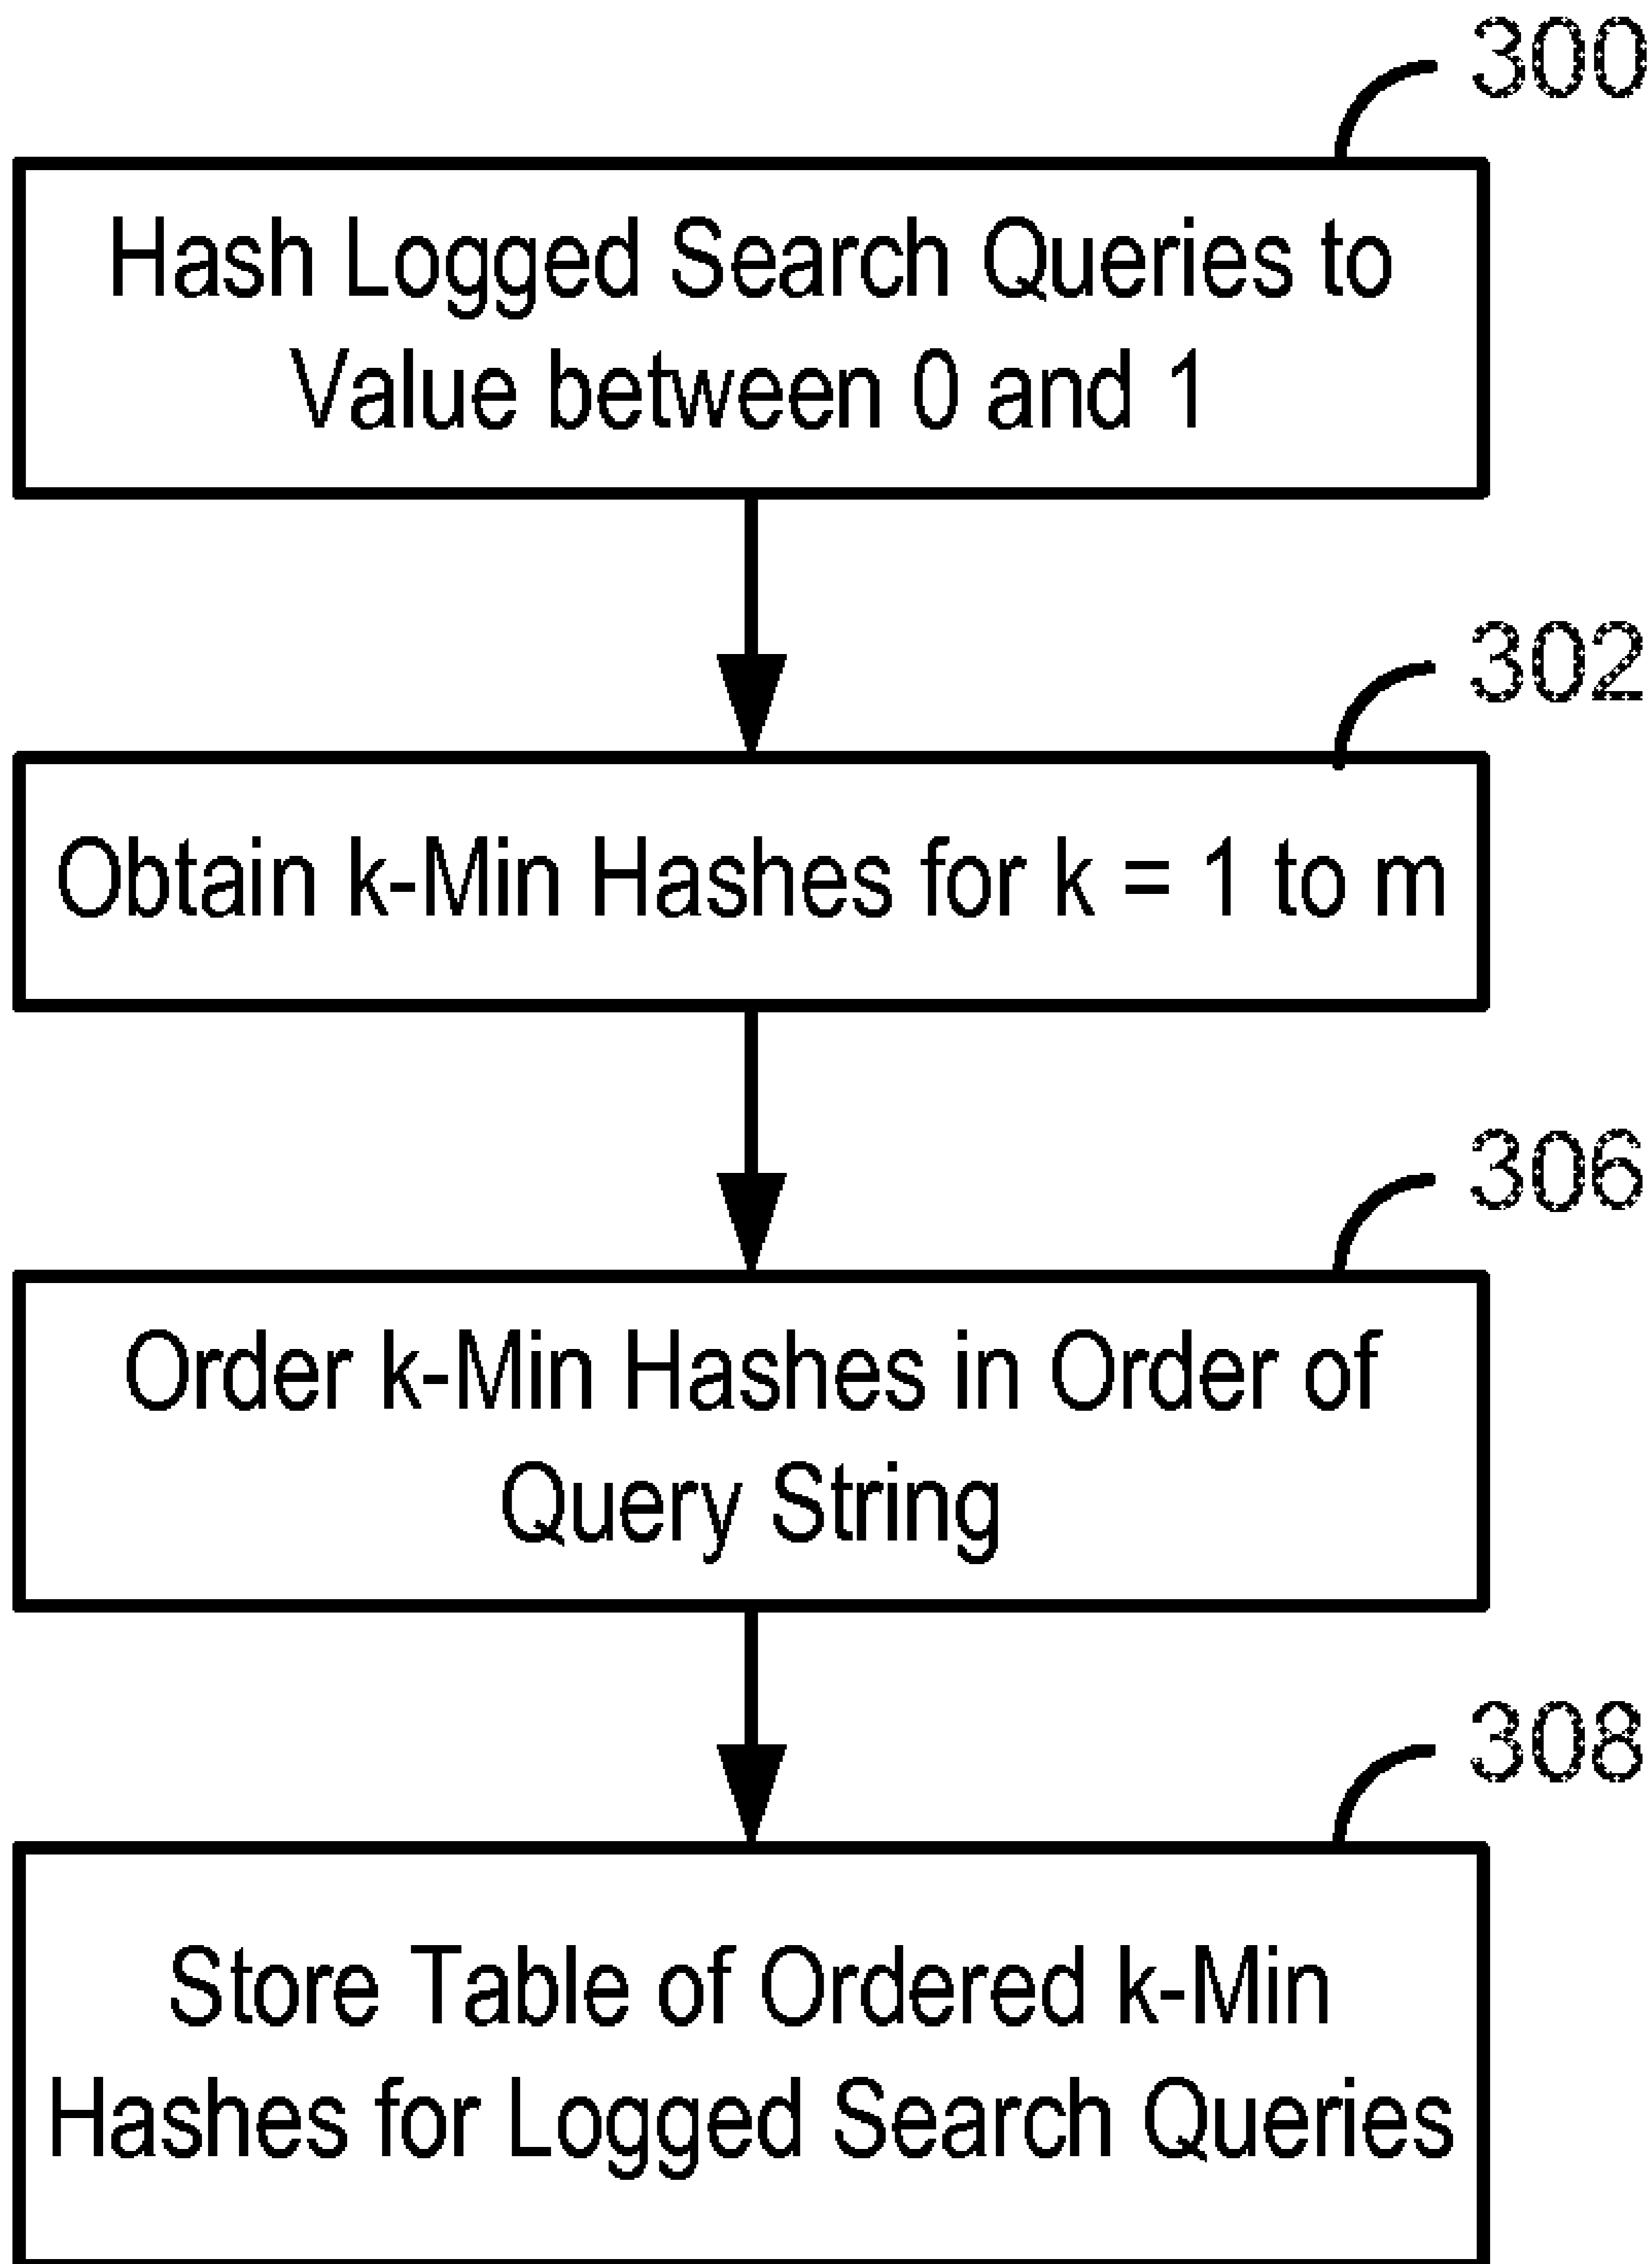 300
Hash Logged Search Queries to
Value between 0 and 1
302
Obtain k-Min Hashes for k = 1 to m
306
Order k-Min Hashes in Order of
Query String
308
Store Table of Ordered k-Min
Hashes for Logged Search Queries